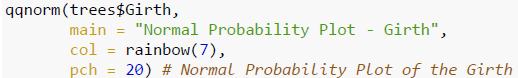 qqnorm(trees$Girth,
main = "Normal Probability Plot - Girth",
col = rainbow(7),
pch = 20) # Normal Probability Plot of the Girth